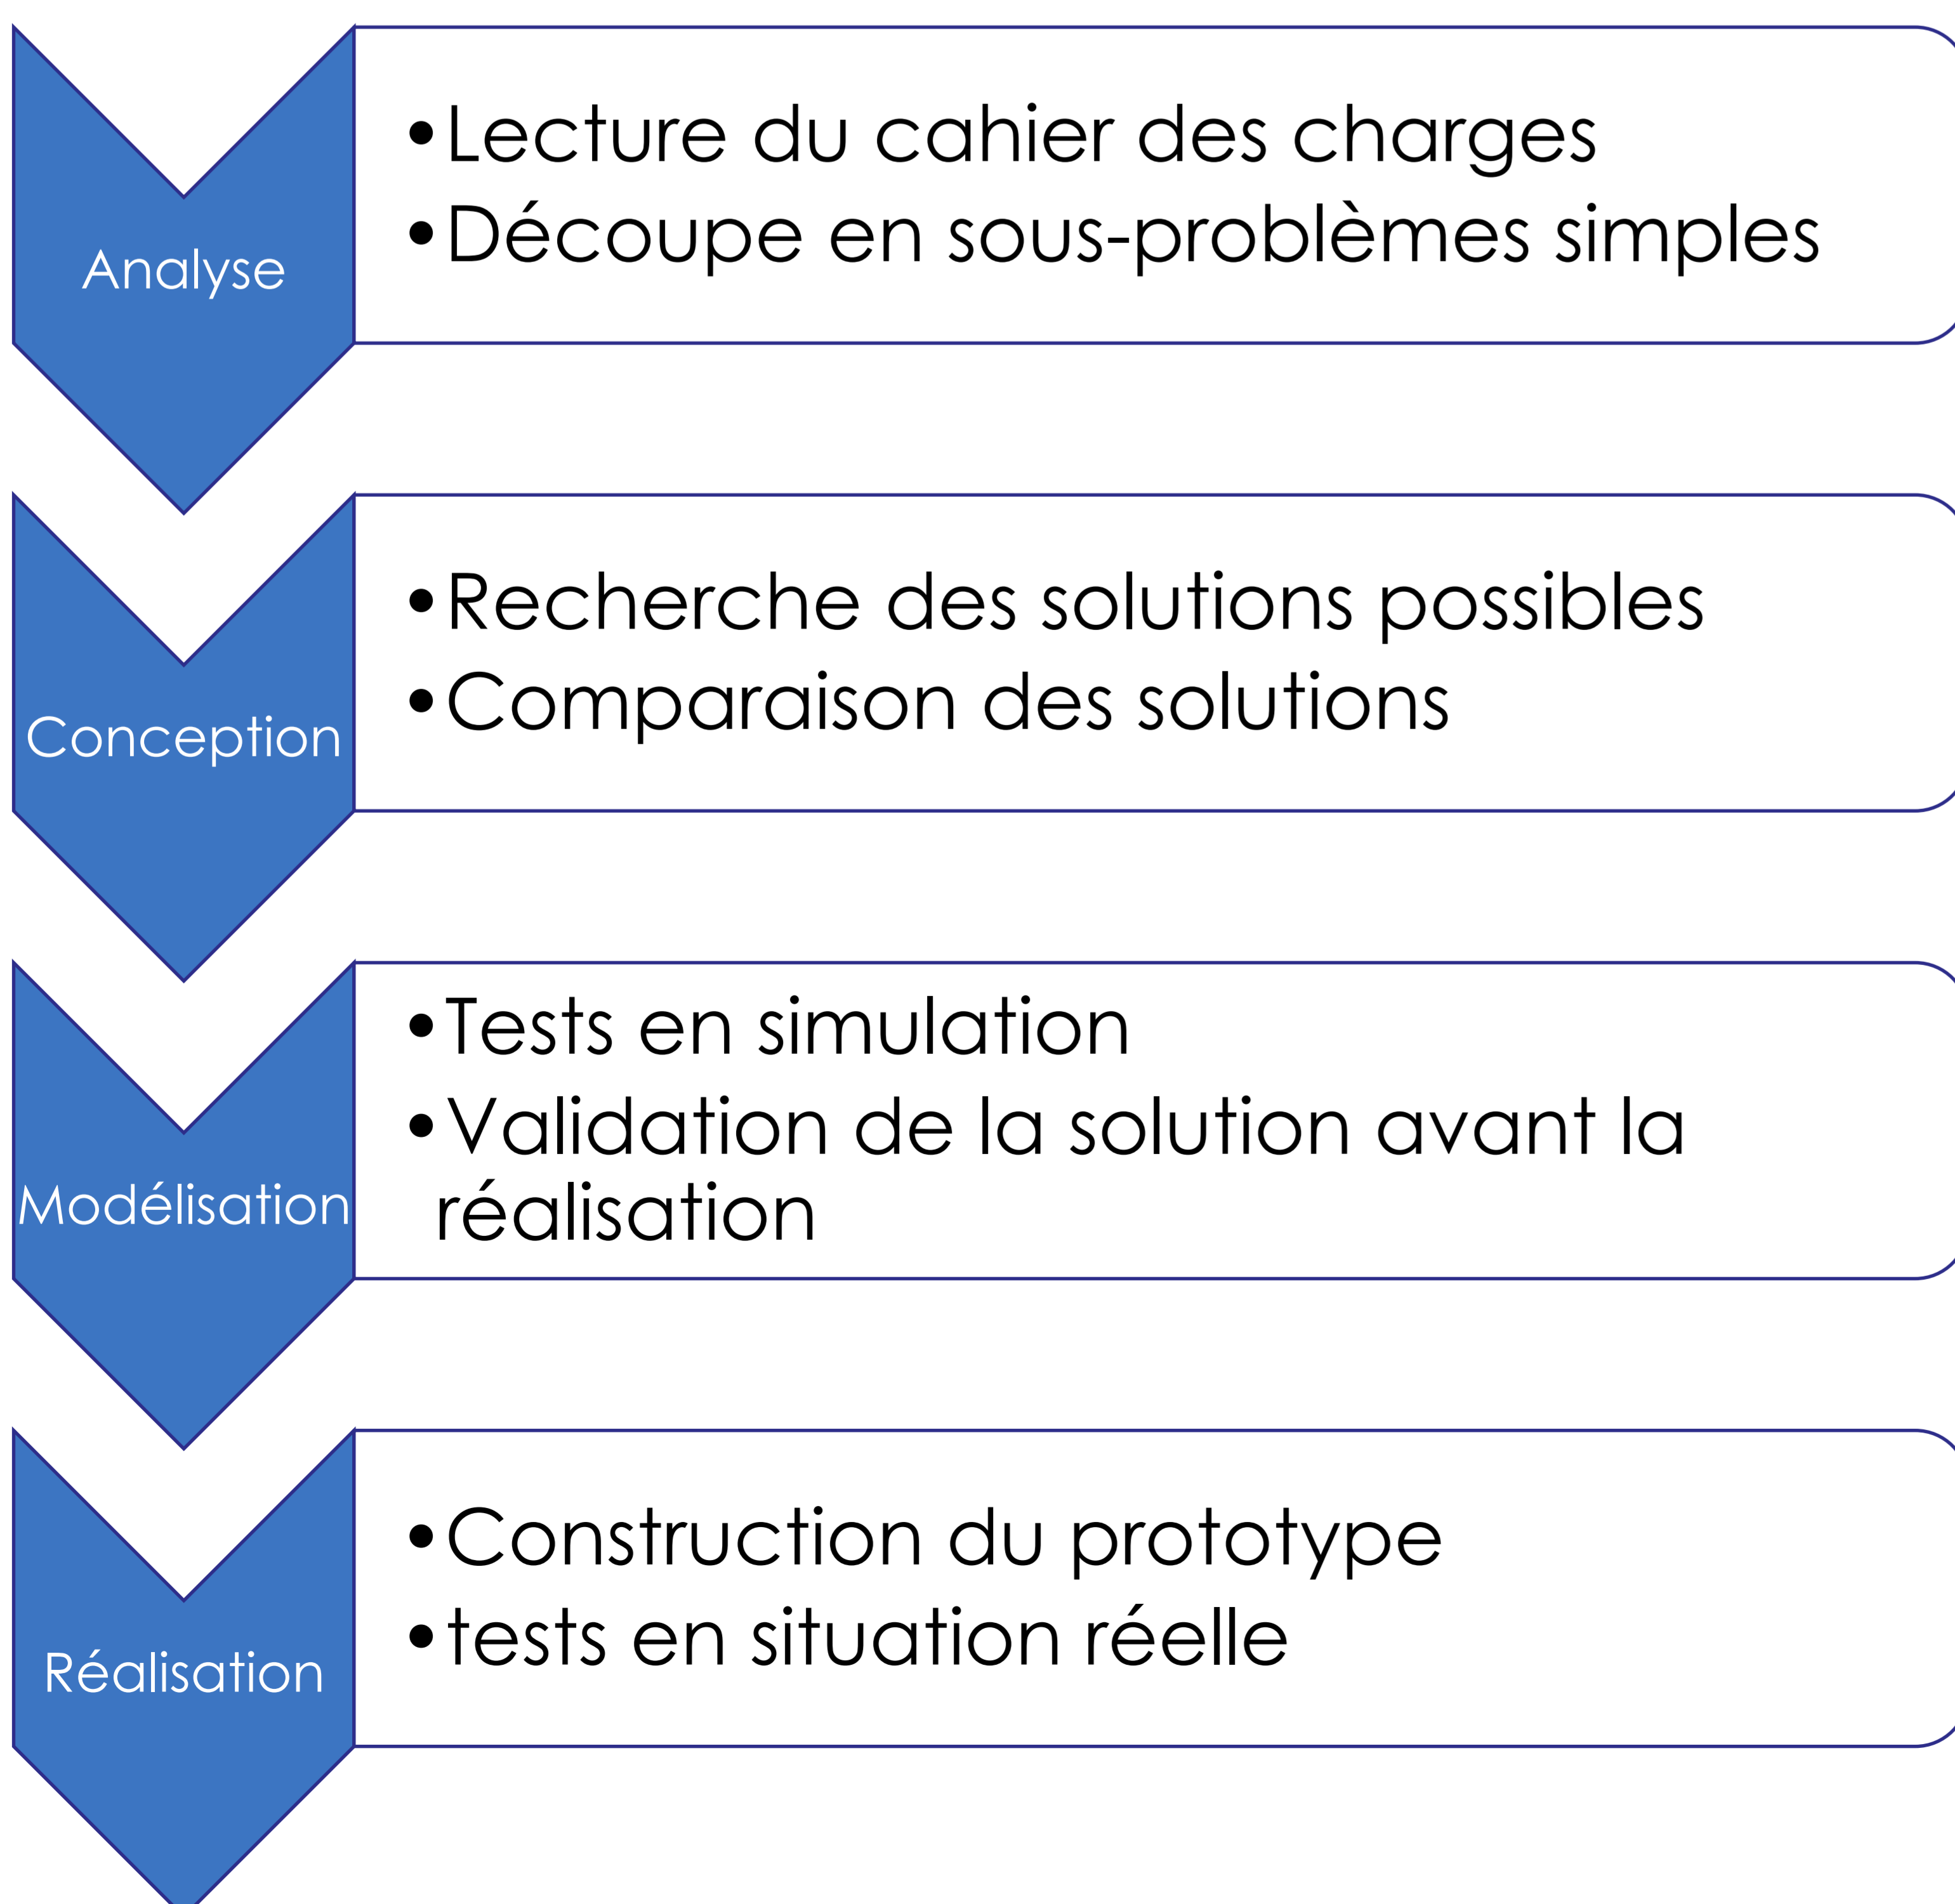 Analyse
•Lecture du cahier des charges
•Découpe en sous-problèmes simples
Conception
•Recherche des solutions possibles
•Comparaison des solutions
Modélisation
•Tests en simulation
•Validation de la solution avant la
réalisation
Réalisation
•Construction du prototype
•tests en situation réelle